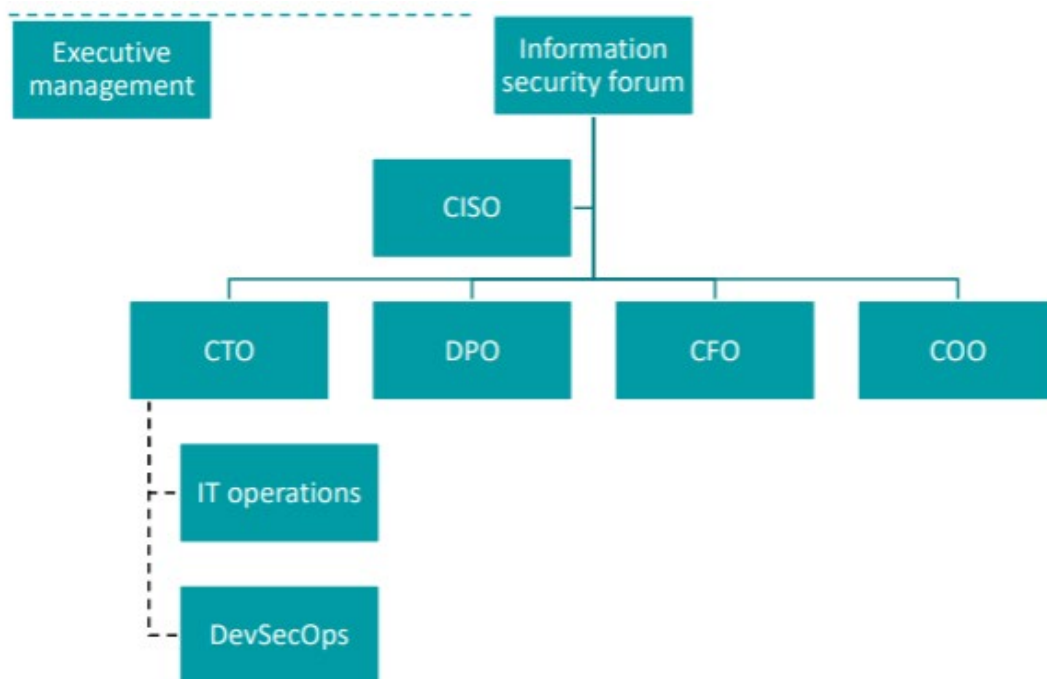 Executive
management
Information
security forum
CISO
CTO
DPO
CFO
COO
IT operations
DevSecOps